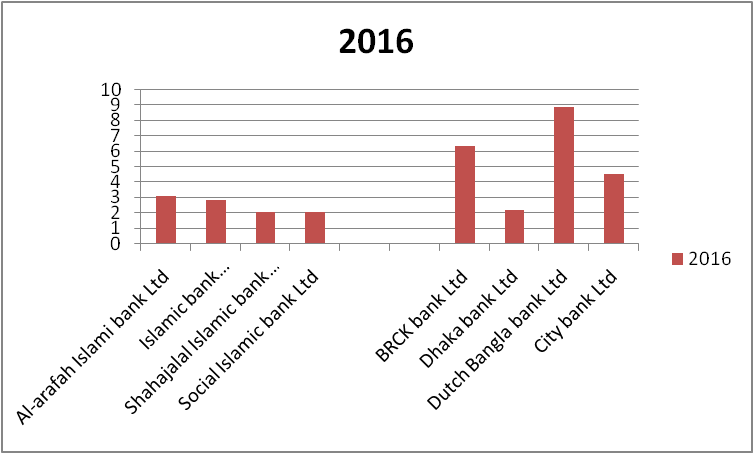 2016
10
9
8
7
6
5
4
3
2
1
0
Al-arafah Islami bank Ltd
Islamic bank...
Shahajalal Islamic bank...
Social Islamic bank Ltd
BRCK bank Ltd
Dhaka bank Ltd
Dutch Bangla bank Ltd
City bank Ltd
2016